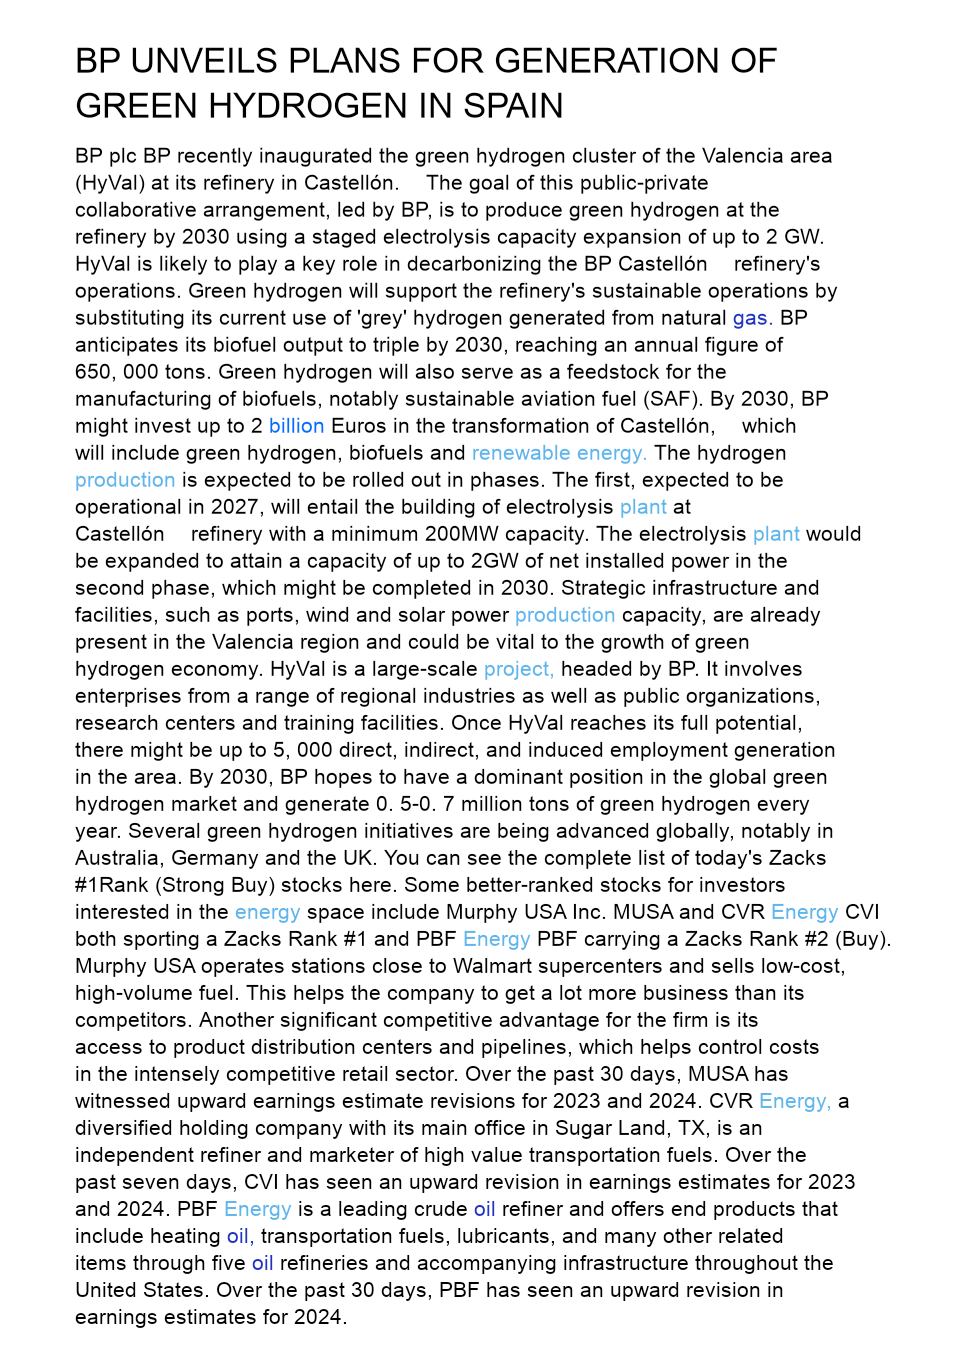 BP UNVEILS PLANS FOR GENERATION OF
GREEN HYDROGEN IN SPAIN
BP plc BP recently inaugurated the green hydrogen cluster of the Valencia area
(HyVal) at its refinery in Castellón. The goal of this public-private
collaborative arrangement, led by BP, is to produce green hydrogen at the
refinery by 2030 using a staged electrolysis capacity expansion of up to 2 GW.
HyVal is likely to play a key role in decarbonizing the BP Castellón refinery's
operations. Green hydrogen will support the refinery's sustainable operations by
substituting its current use of 'grey' hydrogen generated from natural gas. BP
anticipates its biofuel output to triple by 2030, reaching an annual figure of
650, 000 tons. Green hydrogen will also serve as a feedstock for the
manufacturing of biofuels, notably sustainable aviation fuel (SAF). By 2030, BP
might invest up to 2 billion Euros in the transformation of Castellón, which
will include green hydrogen, biofuels and renewable energy. The hydrogen
production is expected to be rolled out in phases. The first, expected to be
operational in 2027, will entail the building of electrolysis plant at
Castellón refinery with a minimum 200MW capacity. The electrolysis plant would
be expanded to attain a capacity of up to 2GW of net installed power in the
second phase, which might be completed in 2030. Strategic infrastructure and
facilities, such as ports, wind and solar power production capacity, are already
present in the Valencia region and could be vital to the growth of green
hydrogen economy. HyVal is a large-scale project, headed by BP. It involves
enterprises from a range of regional industries as well as public organizations,
research centers and training facilities. Once HyVal reaches its full potential,
there might be up to 5, 000 direct, indirect, and induced employment generation
in the area. By 2030, BP hopes to have a dominant position in the global green
hydrogen market and generate 0. 5-0. 7 million tons of green hydrogen every
year. Several green hydrogen initiatives are being advanced globally, notably in
Australia, Germany and the UK. You can see the complete list of today's Zacks
#1Rank (Strong Buy) stocks here. Some better-ranked stocks for investors
interested in the energy space include Murphy USA Inc. MUSA and CVR Energy CVI
both sporting a Zacks Rank #1 and PBF Energy PBF carrying a Zacks Rank #2 (Buy).
Murphy USA operates stations close to Walmart supercenters and sells low-cost,
high-volume fuel. This helps the company to get a lot more business than its
competitors. Another significant competitive advantage for the firm is its
access to product distribution centers and pipelines, which helps control costs
in the intensely competitive retail sector. Over the past 30 days, MUSA has
witnessed upward earnings estimate revisions for 2023 and 2024. CVR Energy, a
diversified holding company with its main office in Sugar Land, TX, is an
independent refiner and marketer of high value transportation fuels. Over the
past seven days, CVI has seen an upward revision in earnings estimates for 2023
and 2024. PBF Energy is a leading crude oil refiner and offers end products that
include heating oil, transportation fuels, lubricants, and many other related
items through five oil refineries and accompanying infrastructure throughout the
United States. Over the past 30 days, PBF has seen an upward revision in
earnings estimates for 2024.